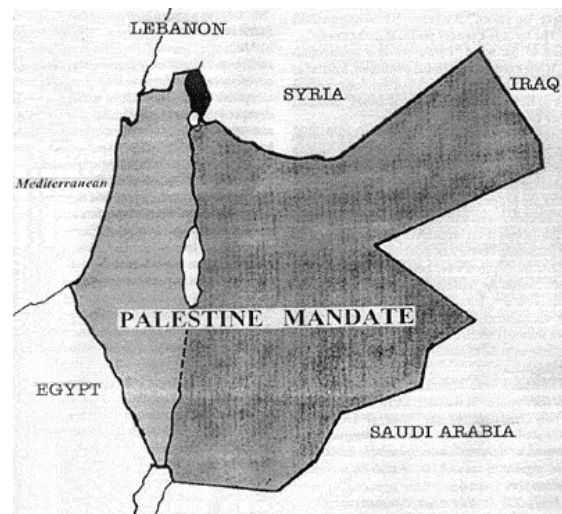 LEBANON
SYRIA
IRAQ
Mediterranean
PALESTINE MANDATE
EGYPT
SAUDI ARABIA